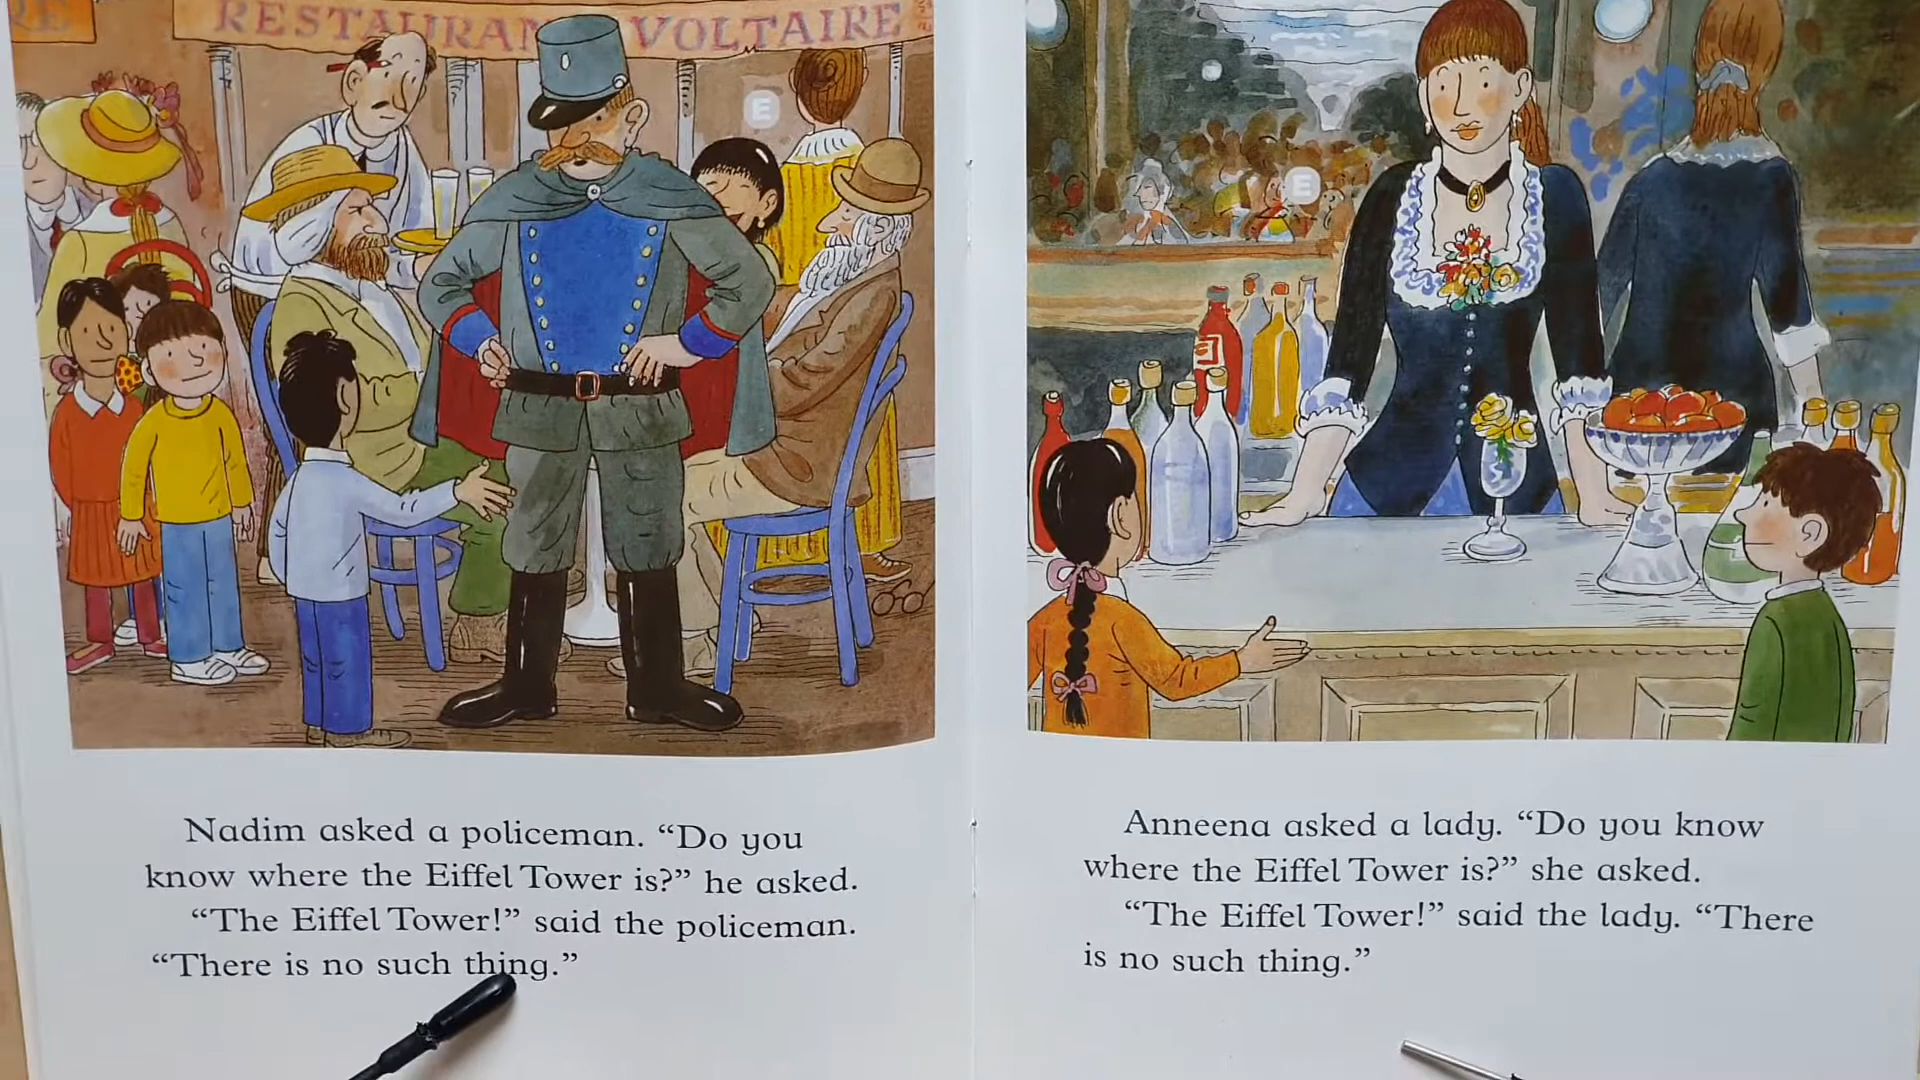 RESTAURAN VOLTAIRE
E
E
Nadim asked a policeman. “Do you
know where the Eiffel Tower is?” he asked.
“The Eiffel Tower!” said the policeman.
“There is no such thing.”
Anneena asked a lady. “Do you know
where the Eiffel Tower is?” she asked.
“The Eiffel Tower!” said the lady. “There
is no such thing.”